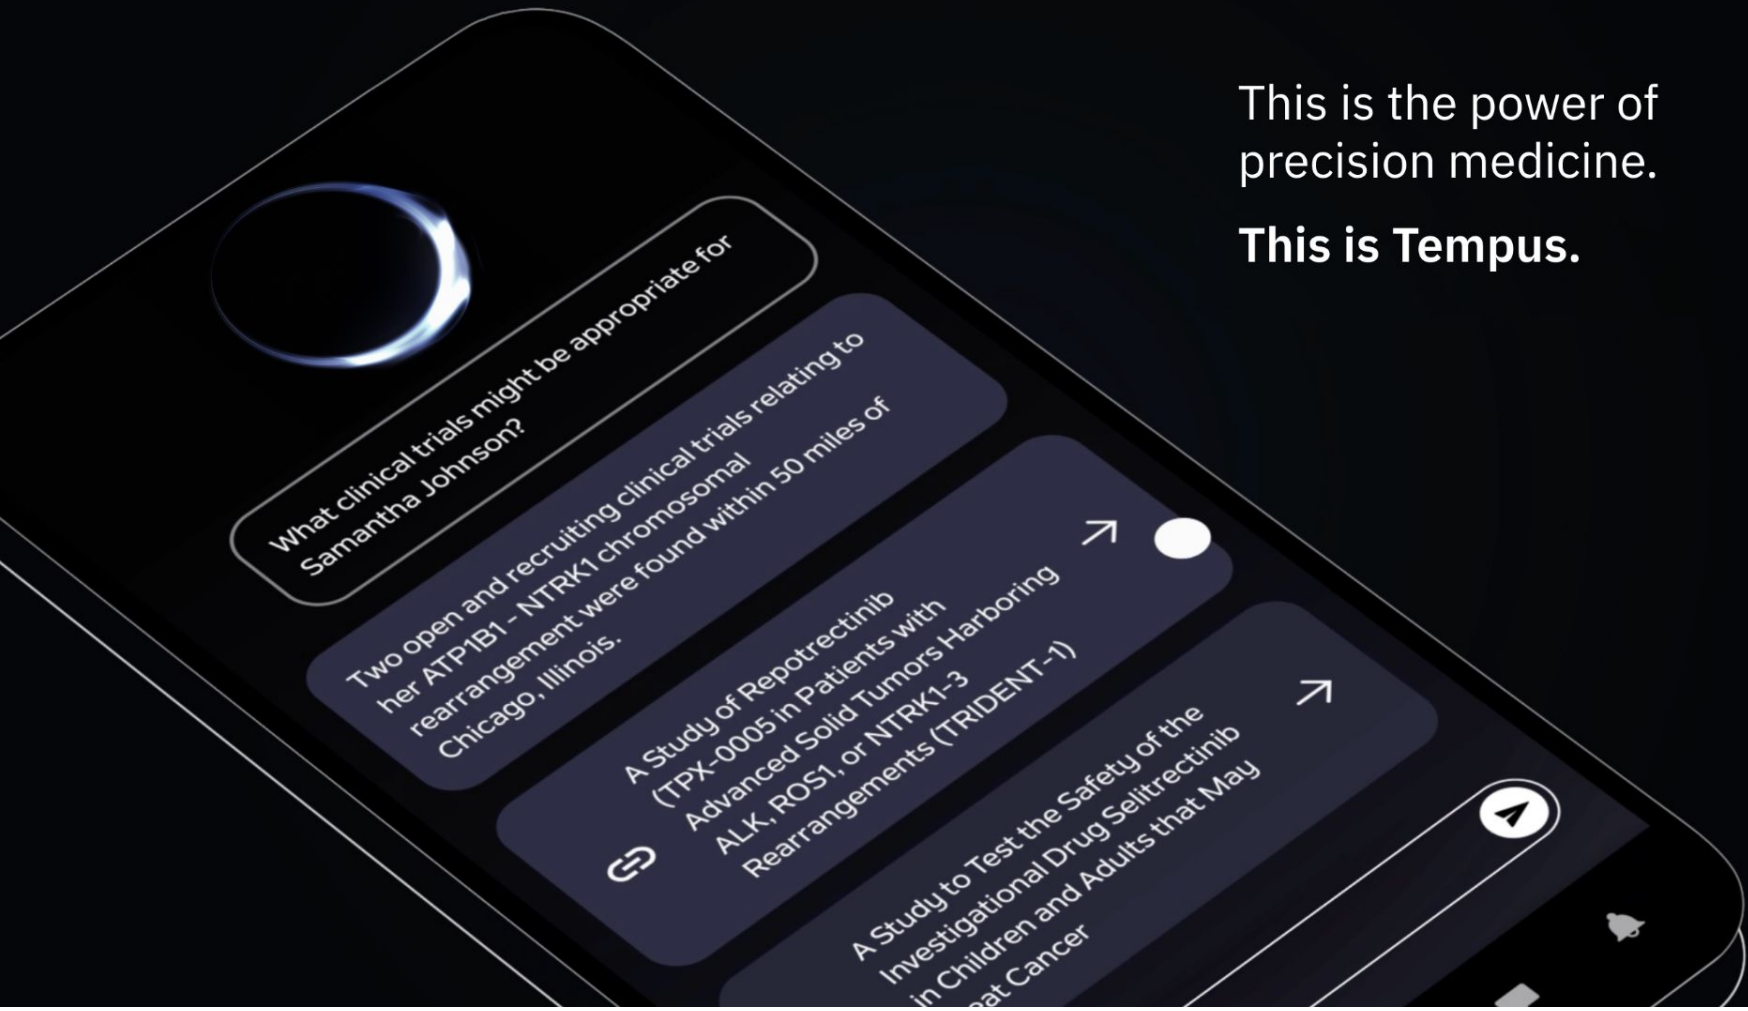 This is the power of
precision medicine.
This is Tempus.
What clinical trials might be appropriate for
Samantha Johnson?
Two open and recruiting clinical trials relating to
her ATP1B1 - NTRK1 chromosomal
rearrangement were found within 50 miles of
Chicago, Illinois.
A Study of Repotrectinib
(TPX-0005 in Patients with
Advanced Solid Tumors Harboring
ALK, ROS1, or NTRK1-3
Rearrangements (TRIDENT-1)
A Study to Test the Safety of the
Investigational Drug Selitrectinib
in Children and Adults that May
Cancer